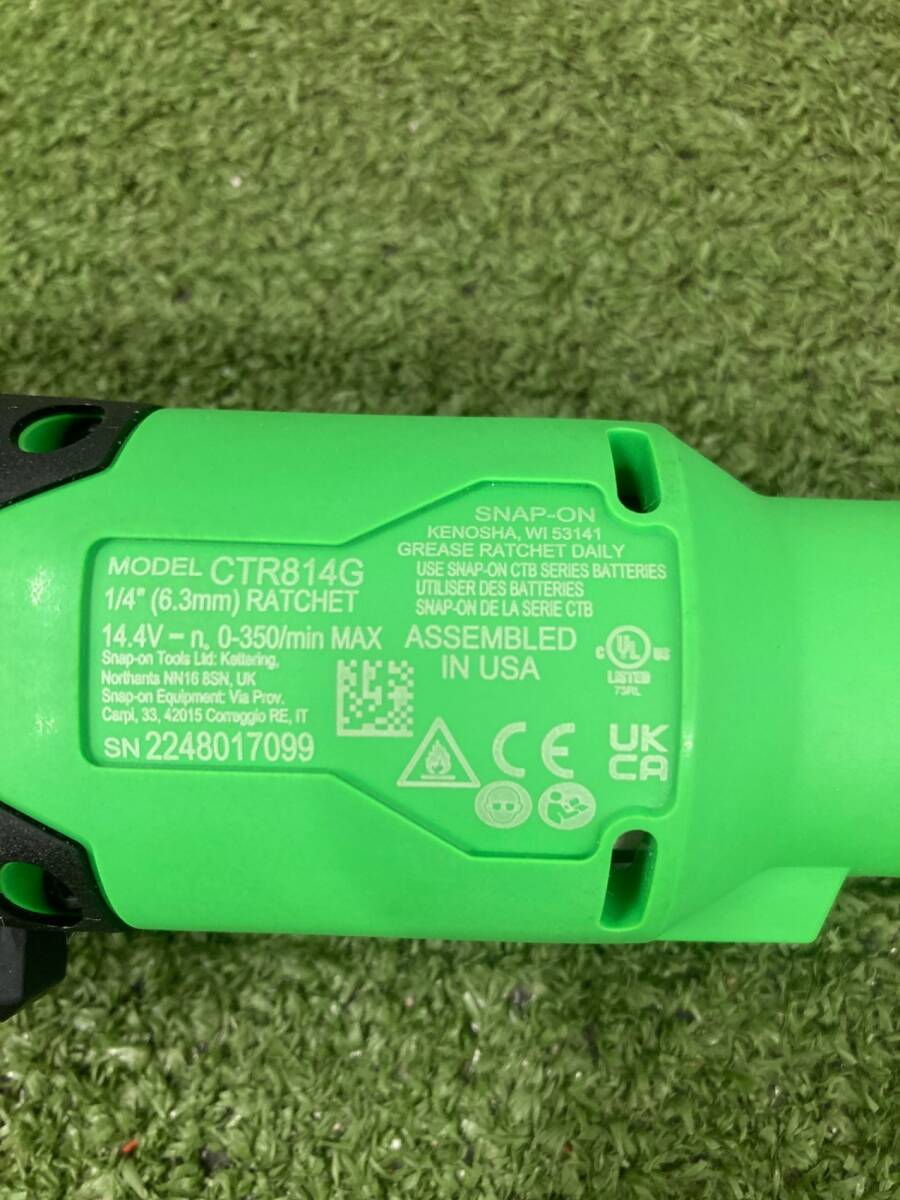 MODEL CTR814G
1/4" (6.3mm) RATCHET
14.4V – n, 0-350/min MAX
Snap-on Tools Ltd: Kettering,
Northants NN16 8SN, UK
Snap-on Equipment: Via Prov.
Carpi, 33, 42015 Correggio RE, IT
SN 2248017099
SNAP-ON
KENOSHA, WI 53141
GREASE RATCHET DAILY
USE SNAP-ON CTB SERIES BATTERIES
UTILISER DES BATTERIES
SNAP-ON DE LA SERIE CTB
ASSEMBLED
IN USA
C UL US
LISTED
73RL
CE
UK
CA